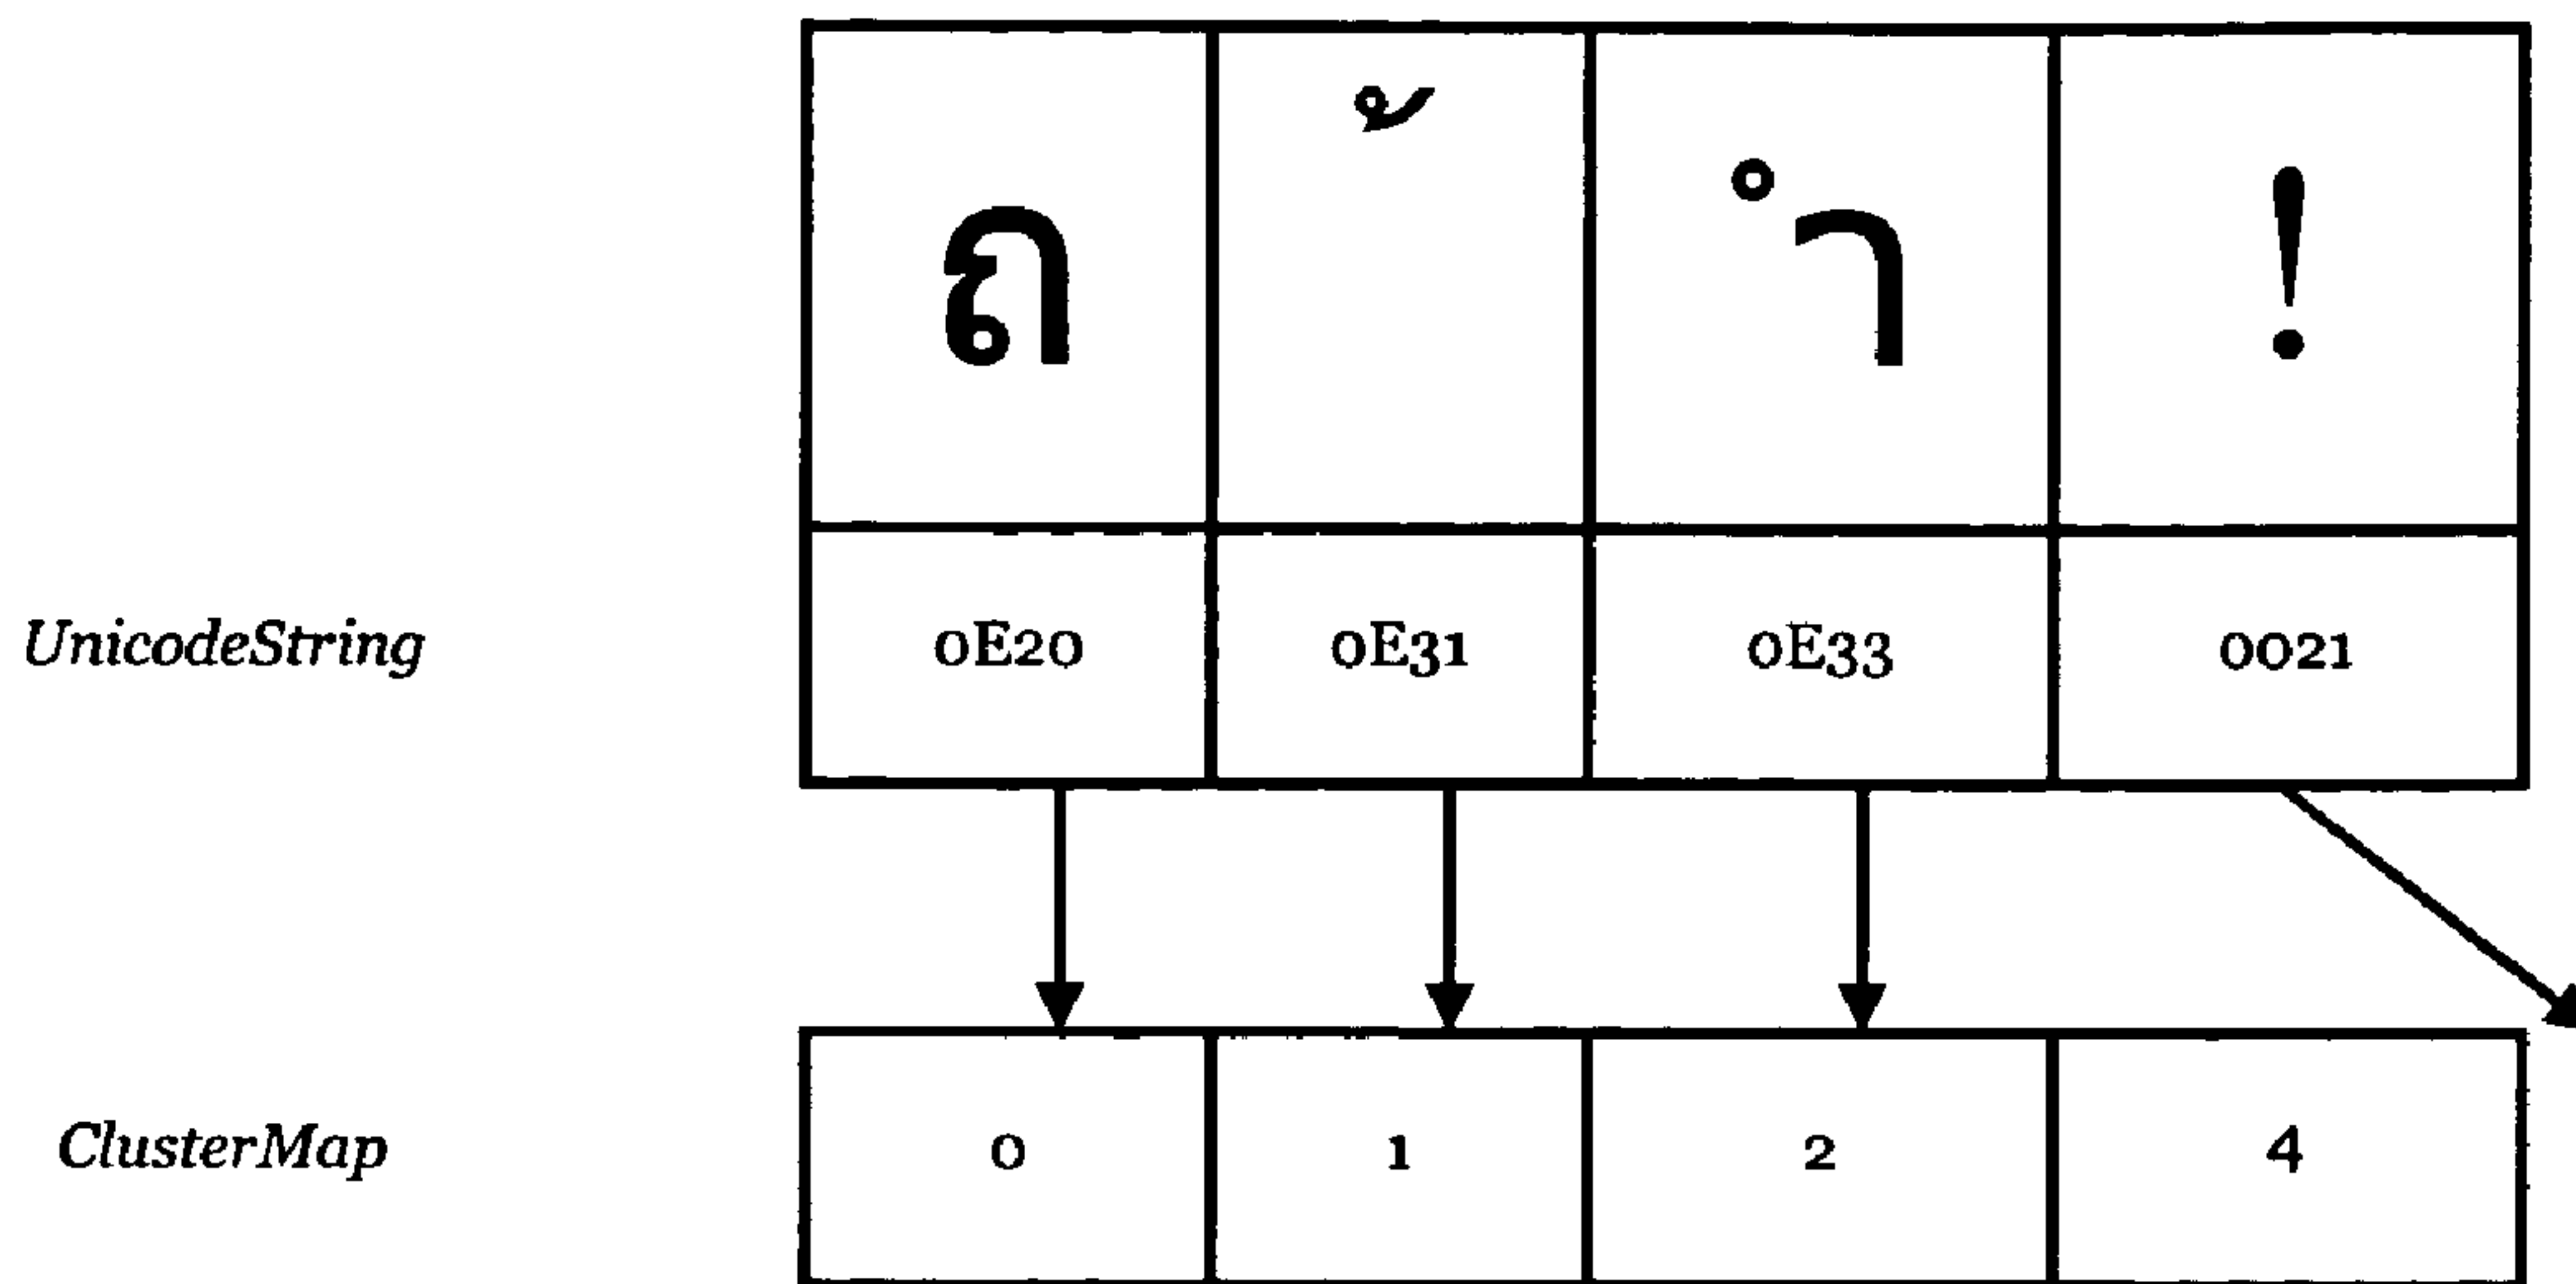 ถ ั ำ !
UnicodeString 0E20 0E31 0E33 0021
ClusterMap 0 1 2 4